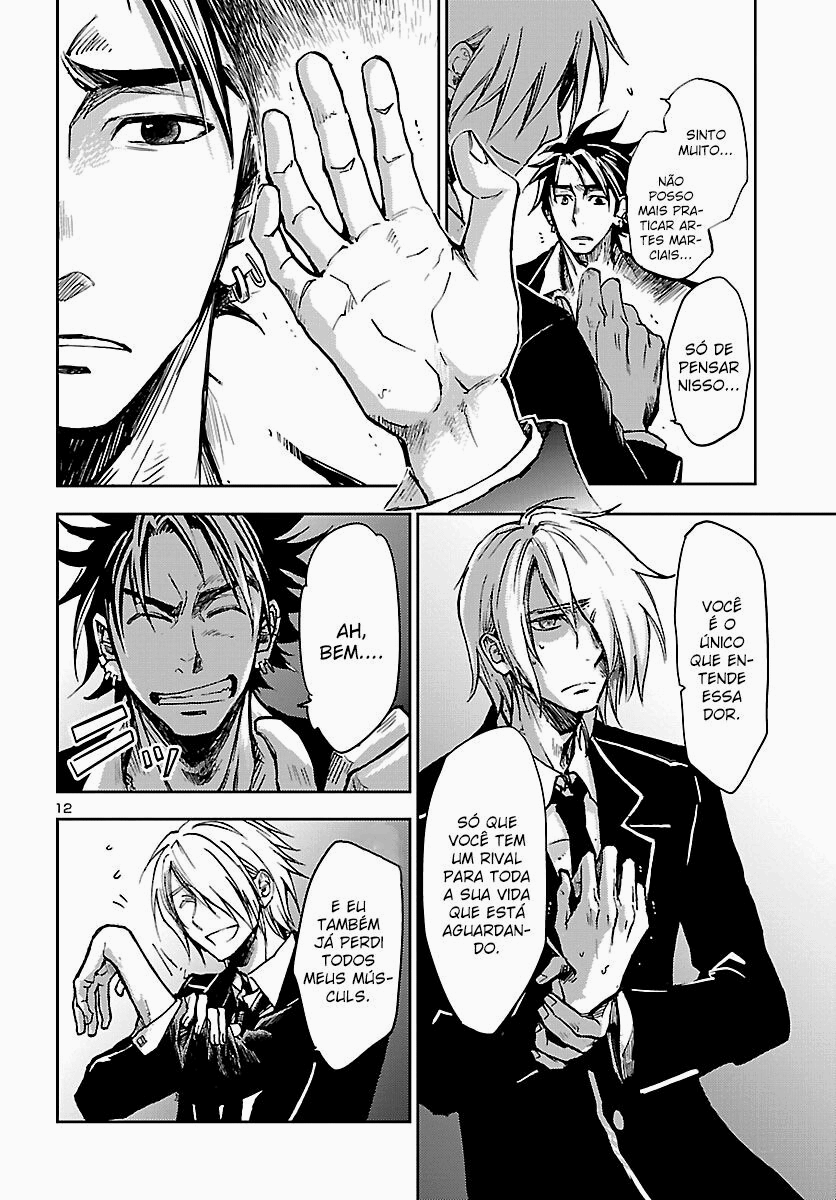 SINTO
MUITO...
NÃO
POSSO
MAIS PRA-
TICAR AR-
TES MAR-
CIAIS...
SÓ DE
PENSAR
NISSO...
VOCÊ
É O
ÚNICO
QUE EN-
TENDE
ESSA
DOR.
SÓ QUE
VOCÊ TEM
UM RIVAL
PARA TODA
A SUA VIDA
QUE ESTÁ
AGUARDAN-
DO.
AH,
BEM....
12
E EU
TAMBÉM
JÁ PERDI
TODOS
MEUS MÚS-
CULS.